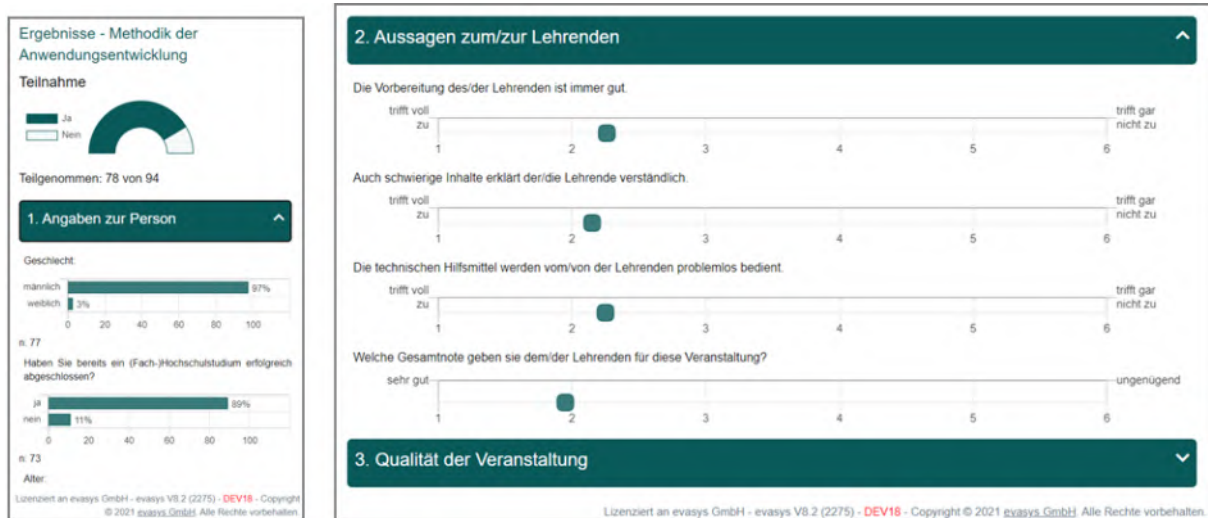 Ergebnisse - Methodik der
Anwendungsentwicklung
Teilnahme
Ja
Nein
Teilgenommen: 78 von 94
1. Angaben zur Person
Geschlecht:
männlich 97%
weiblich 3%
0 20 40 60 80 100
n: 77
Haben Sie bereits ein (Fach-)Hochschulstudium erfolgreich
abgeschlossen?
ja 89%
nein 11%
0 20 40 60 80 100
n: 73
Alter:
Lizenziert an evasys GmbH - evasys V8.2 (2275) - DEV18 - Copyright
© 2021 evasys GmbH. Alle Rechte vorbehalten.
2. Aussagen zum/zur Lehrenden
Die Vorbereitung des/der Lehrenden ist immer gut.
trifft voll trifft gar
zu nicht zu
1 2 3 4 5 6
Auch schwierige Inhalte erklärt der/die Lehrende verständlich.
trifft voll trifft gar
zu nicht zu
1 2 3 4 5 6
Die technischen Hilfsmittel werden vom/von der Lehrenden problemlos bedient.
trifft voll trifft gar
zu nicht zu
1 2 3 4 5 6
Welche Gesamtnote geben sie dem/der Lehrenden für diese Veranstaltung?
sehr gut ungenügend
1 2 3 4 5 6
3. Qualität der Veranstaltung
Lizenziert an evasys GmbH - evasys V8.2 (2275) - DEV18 - Copyright © 2021 evasys GmbH. Alle Rechte vorbehalten.